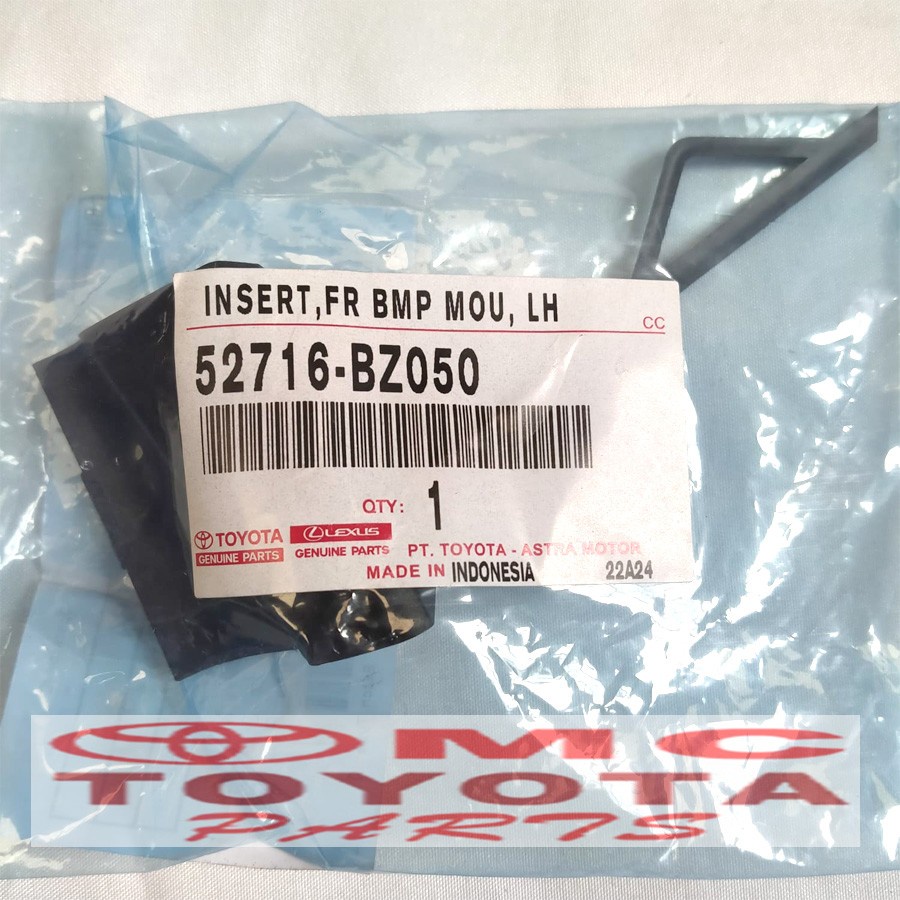 INSERT,FR BMP MOU, LH
CC
52716-BZ050
QTY: 1
TOYOTA
GENUINE PARTS
LEXUS
GENUINE PARTS
PT. TOYOTA - ASTRA MOTOR
MADE IN INDONESIA
22A24
OMC
TOYOTA
PARTS